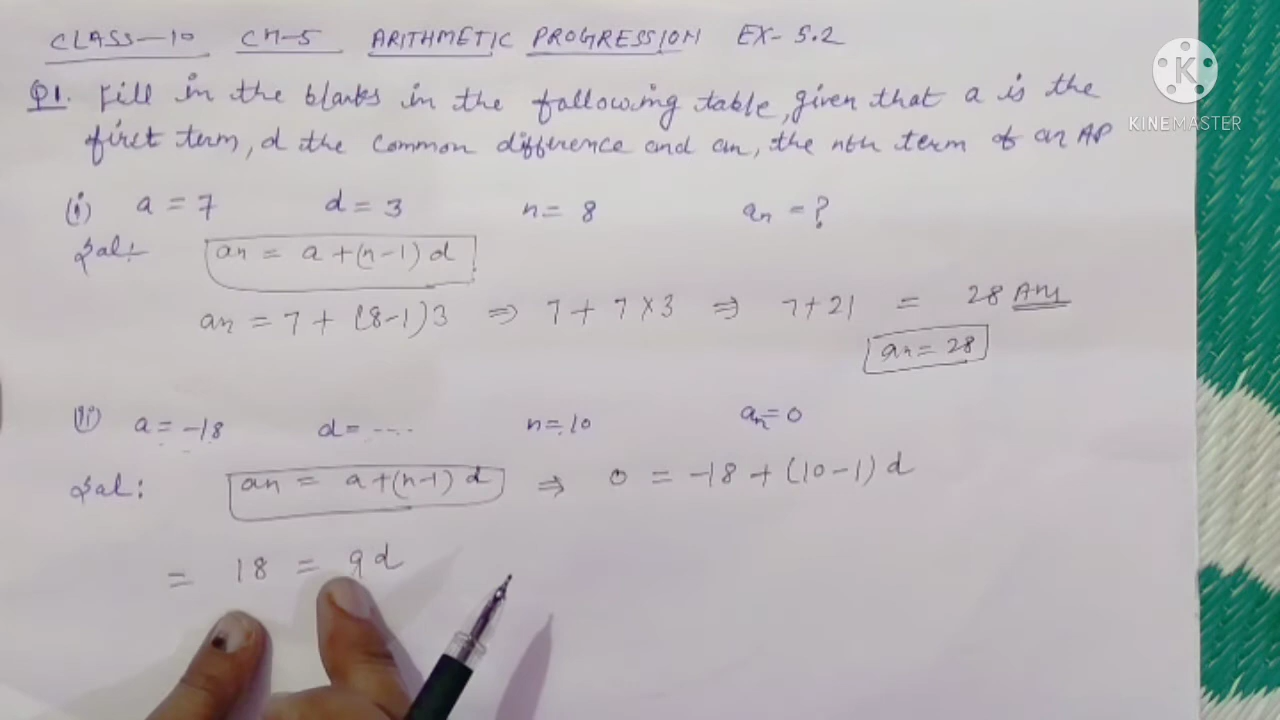 CLASS-10 CH-5 ARITHMETIC PROGRESSION EX-5.2
Q1. Fill in the blanks in the following table, given that a is the
first term, d the common difference and an, the nth term of an AP
(i) a = 7 d = 3 n = 8 an = ?
Sol:
an = a + (n-1) d
an = 7 + (8-1)3 ⇒ 7 + 7 × 3 ⇒ 7 + 21 = 28 Ans
an = 28
(ii) a = -18 d = .... n = 10 an = 0
Sol: an = a + (n-1) d ⇒ 0 = -18 + (10-1) d
= 18 = 9d
K
KINEMASTER